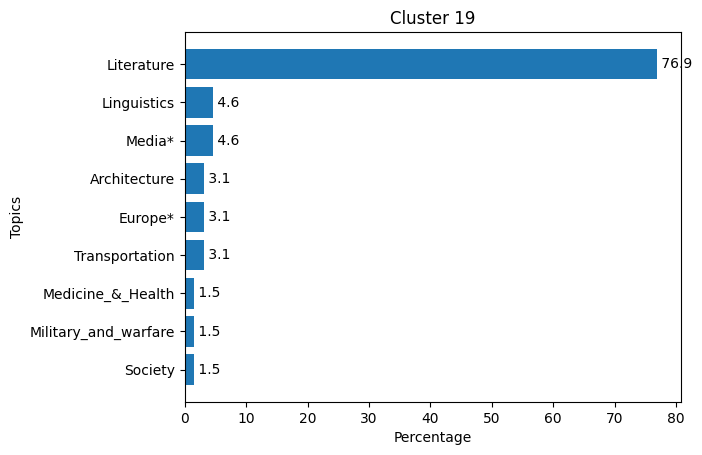 Cluster 19
Topics
Literature 76.9
Linguistics 4.6
Media* 4.6
Architecture 3.1
Europe* 3.1
Transportation 3.1
Medicine_&_Health 1.5
Military_and_warfare 1.5
Society 1.5
0 10 20 30 40 50 60 70 80
Percentage